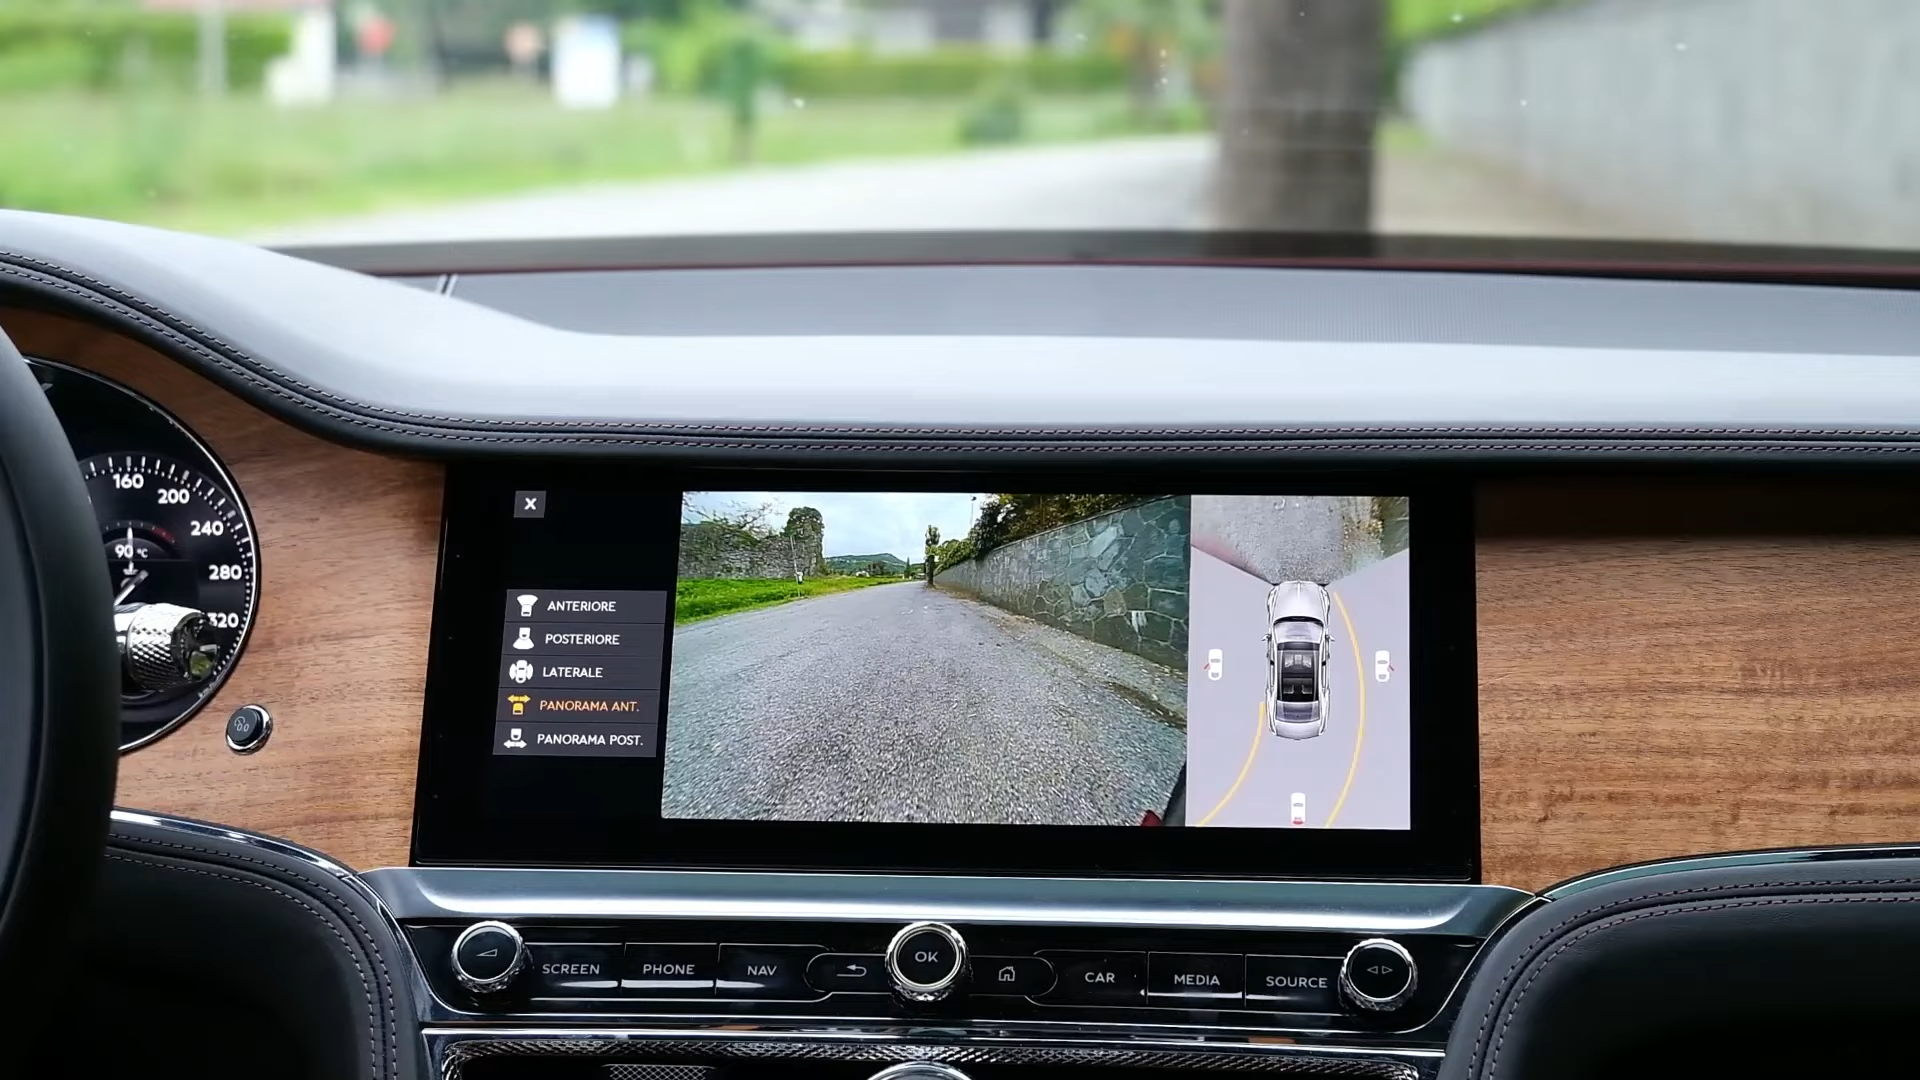 X
ANTERIORE
POSTERIORE
LATERALE
PANORAMA ANT.
PANORAMA POST.
160
200
240
280
320
90 °C
SCREEN
PHONE
NAV
OK
CAR
MEDIA
SOURCE